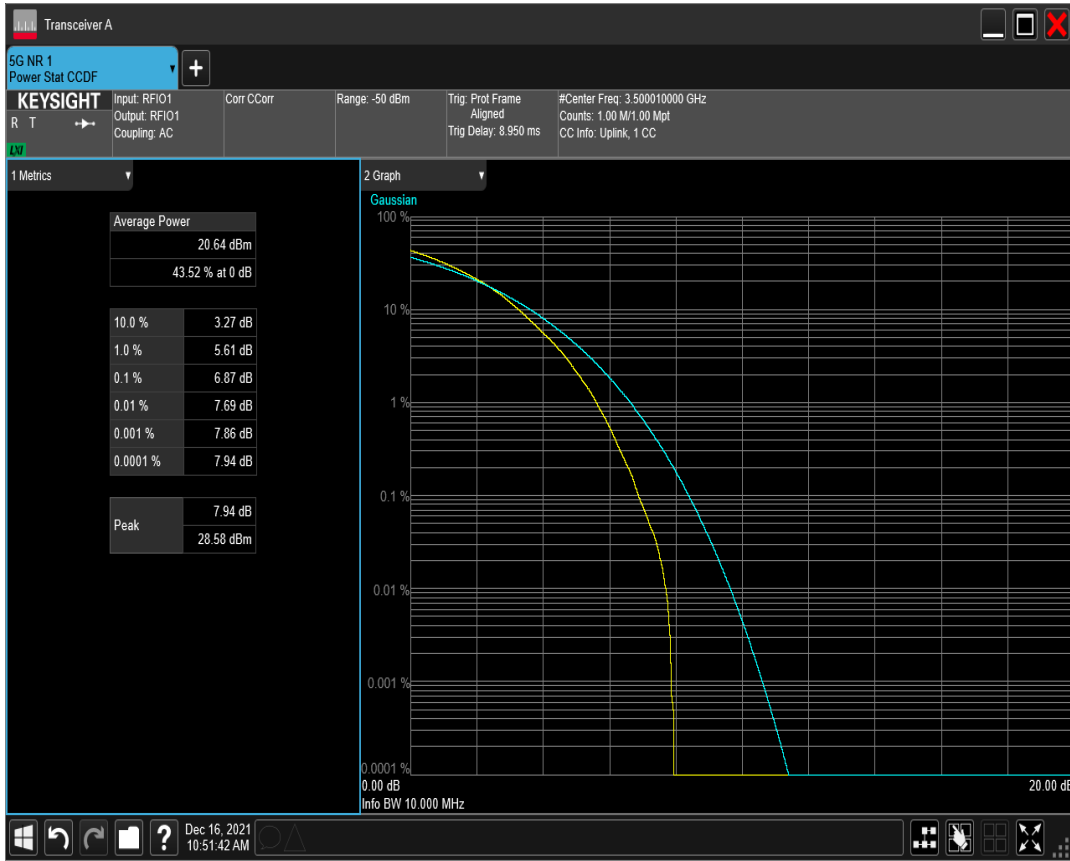 Transceiver A
5G NR 1
Power Stat CCDF
+
KEYSIGHT
R T
LXI
Input: RFIO1
Output: RFIO1
Coupling: AC
Corr CCorr
Range: -50 dBm
Trig: Prot Frame
Aligned
Trig Delay: 8.950 ms
#Center Freq: 3.500010000 GHz
Counts: 1.00 M/1.00 Mpt
CC Info: Uplink, 1 CC
1 Metrics
Average Power
20.64 dBm
43.52 % at 0 dB
10.0 % 3.27 dB
1.0 % 5.61 dB
0.1 % 6.87 dB
0.01 % 7.69 dB
0.001 % 7.86 dB
0.0001 % 7.94 dB
Peak
7.94 dB
28.58 dBm
2 Graph
Gaussian
100 %
10 %
1 %
0.1 %
0.01 %
0.001 %
0.0001 %
0.00 dB 20.00 dB
Info BW 10.000 MHz
?
Dec 16, 2021
10:51:42 AM